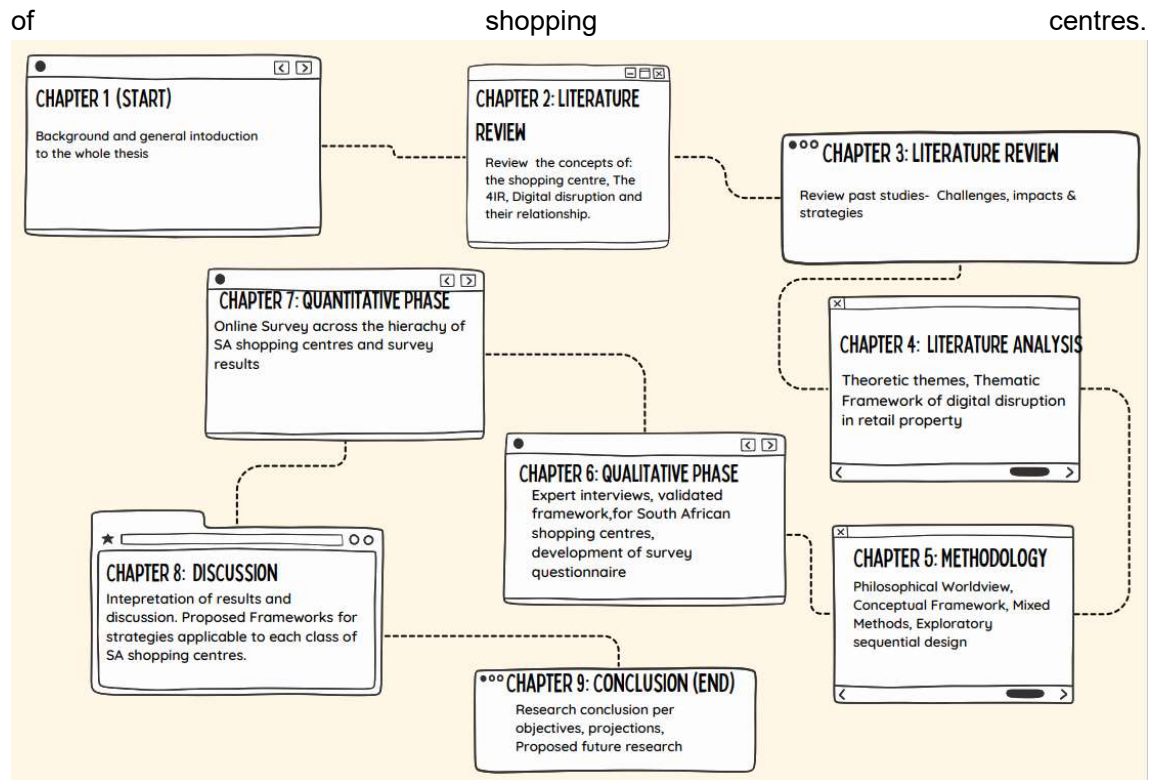 of shopping centres.
CHAPTER 1 (START)
Background and general intoduction
to the whole thesis
CHAPTER 2: LITERATURE
REVIEW
Review the concepts of:
the shopping centre, The
4IR, Digital disruption and
their relationship.
CHAPTER 3: LITERATURE REVIEW
Review past studies- Challenges, impacts &
strategies
CHAPTER 4: LITERATURE ANALYSIS
Theoretic themes, Thematic
Framework of digital disruption
in retail property
CHAPTER 5: METHODOLOGY
Philosophical Worldview,
Conceptual Framework, Mixed
Methods, Exploratory
sequential design
CHAPTER 6: QUALITATIVE PHASE
Expert interviews, validated
framework,for South African
shopping centres,
development of survey
questionnaire
CHAPTER 7: QUANTITATIVE PHASE
Online Survey across the hierachy of
SA shopping centres and survey
results
CHAPTER 8: DISCUSSION
Intepretation of results and
discussion. Proposed Frameworks for
strategies applicable to each class of
SA shopping centres.
CHAPTER 9: CONCLUSION (END)
Research conclusion per
objectives, projections,
Proposed future research